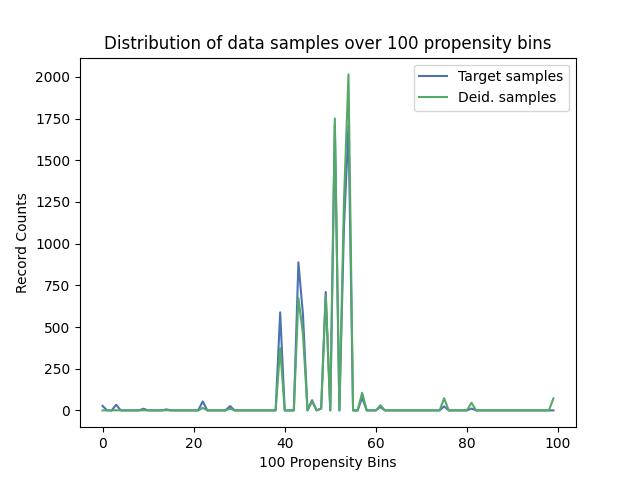 Distribution of data samples over 100 propensity bins
Target samples
Deid. samples
2000
1750
1500
1250
1000
750
500
250
0
Record Counts
0 20 40 60 80 100
100 Propensity Bins